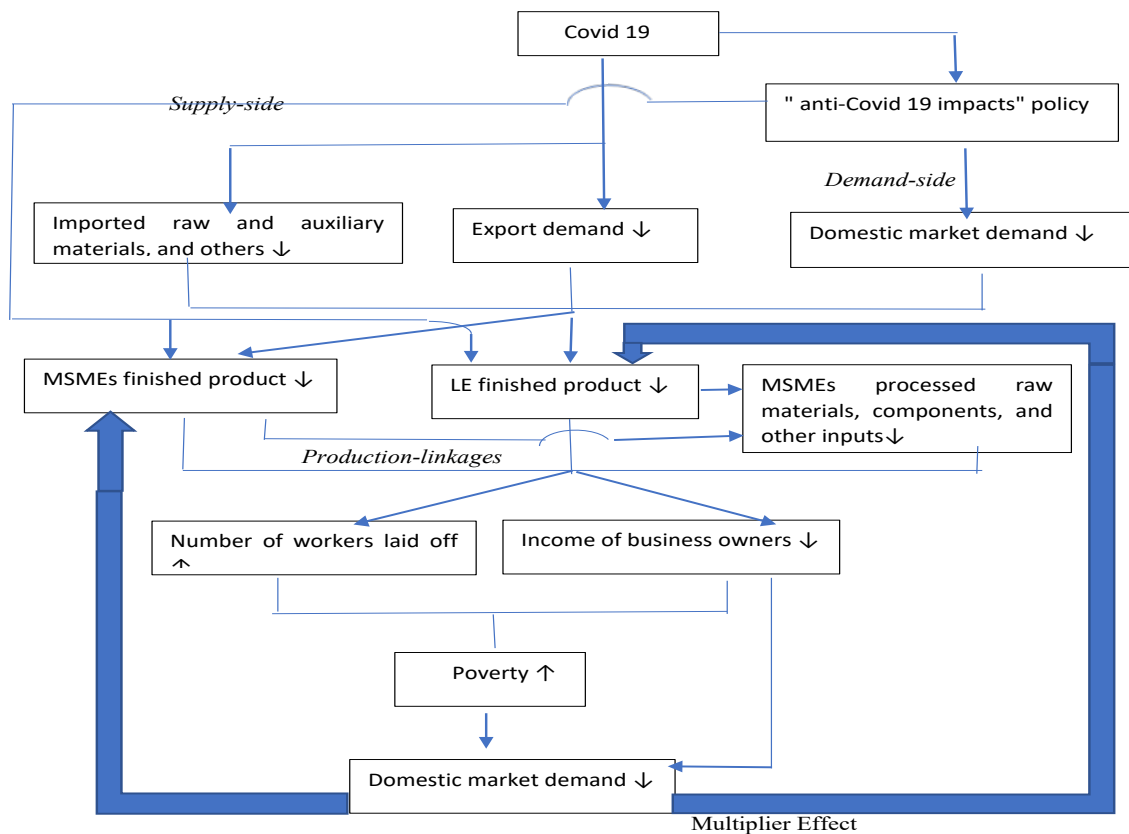 Covid 19
Supply-side
" anti-Covid 19 impacts" policy
Demand-side
Imported raw and auxiliary
materials, and others ↓
Export demand ↓
Domestic market demand ↓
MSMEs finished product ↓
LE finished product ↓
MSMEs processed raw
materials, components, and
other inputs↓
Production-linkages
Number of workers laid off
↑
Income of business owners ↓
Poverty ↑
Domestic market demand ↓
Multiplier Effect